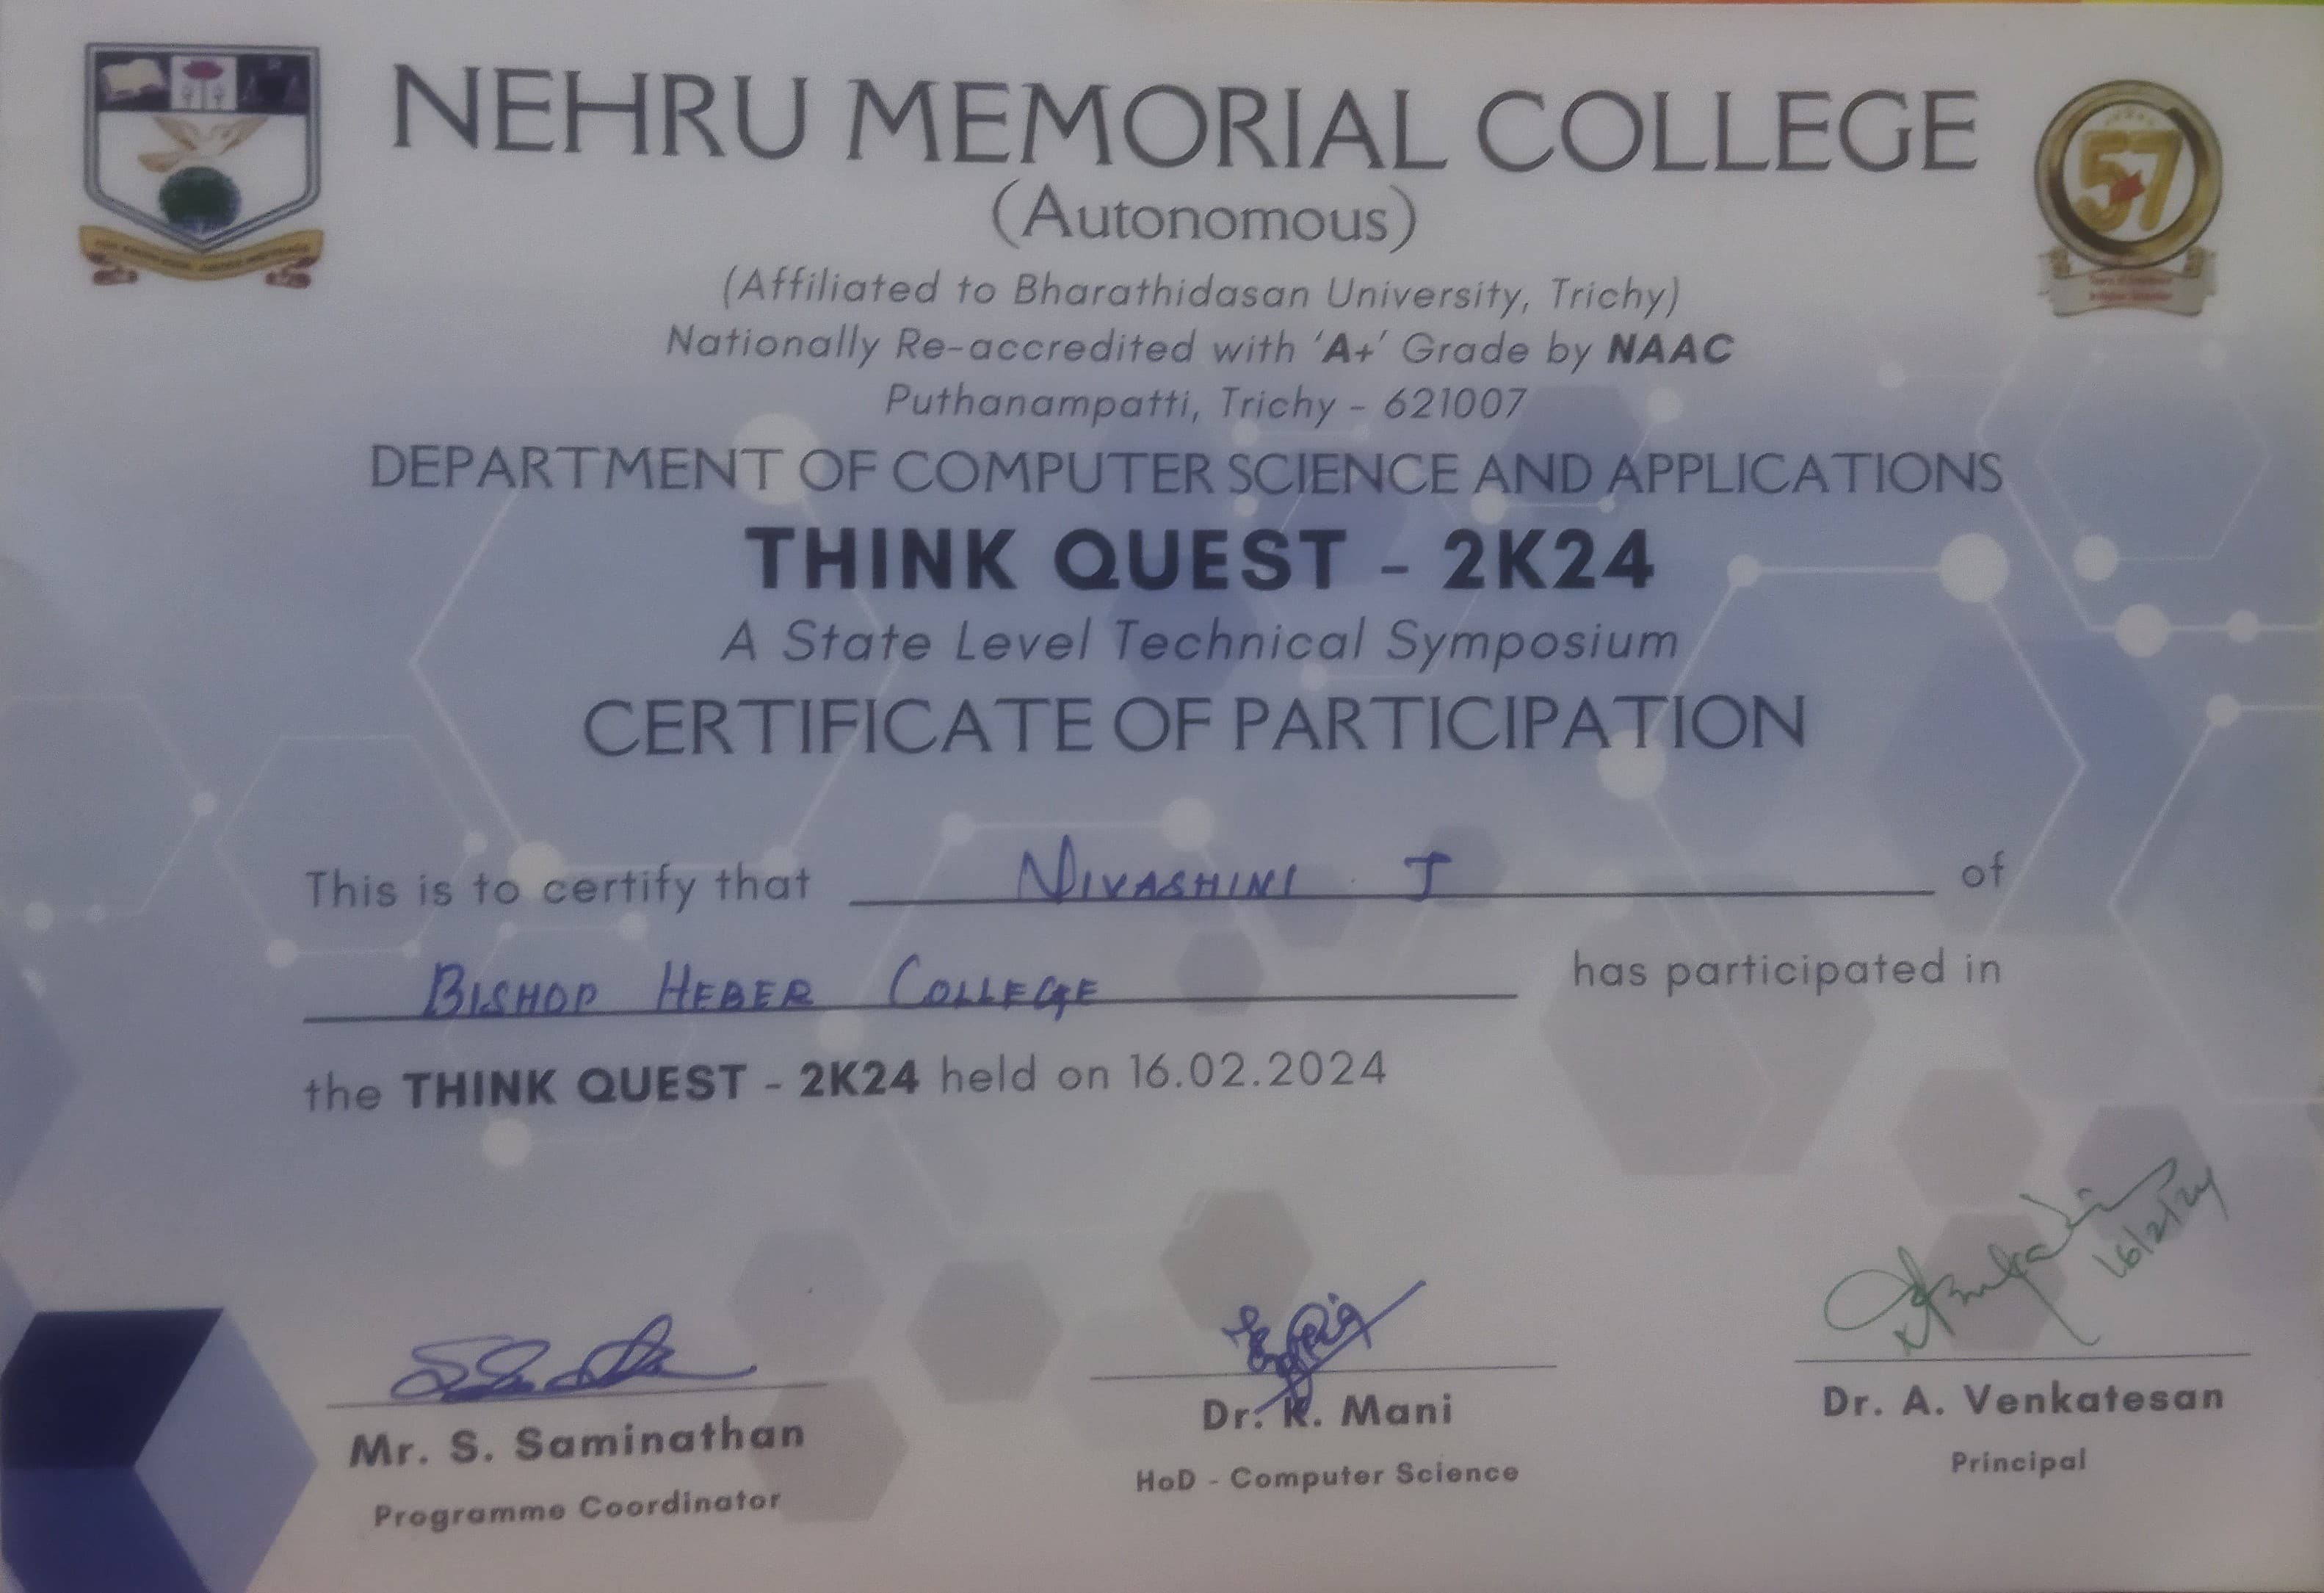 NEHRU MEMORIAL COLLEGE
57
(Autonomous)
(Affiliated to Bharathidasan University, Trichy)
Nationally Re-accredited with 'A+' Grade by NAAC
Puthanampatti, Trichy - 621007
DEPARTMENT OF COMPUTER SCIENCE AND APPLICATIONS
THINK QUEST - 2K24
A State Level Technical Symposium
CERTIFICATE OF PARTICIPATION
This is to certify that NIVASHINI J of
BISHOP HEBER COLLEGE has participated in
the THINK QUEST - 2K24 held on 16.02.2024
16/2/24
Mr. S. Saminathan
Programme Coordinator
Dr. K. Mani
HoD - Computer Science
Dr. A. Venkatesan
Principal